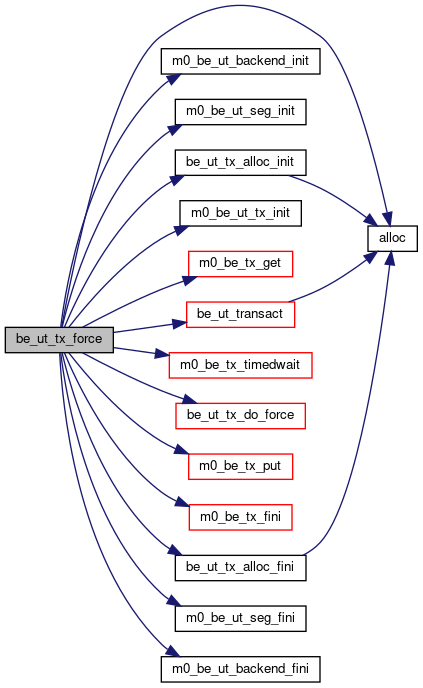 m0_be_ut_backend_init
m0_be_ut_seg_init
be_ut_tx_alloc_init
m0_be_ut_tx_init
alloc
m0_be_tx_get
be_ut_transact
be_ut_tx_force
m0_be_tx_timedwait
be_ut_tx_do_force
m0_be_tx_put
m0_be_tx_fini
be_ut_tx_alloc_fini
m0_be_ut_seg_fini
m0_be_ut_backend_fini